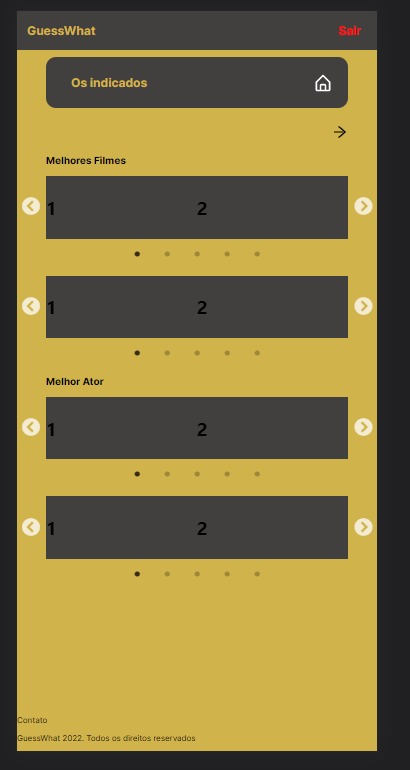 GuessWhat Sair
Os indicados
Melhores Filmes
1 2
1 2
Melhor Ator
1 2
1 2
Contato
GuessWhat 2022. Todos os direitos reservados